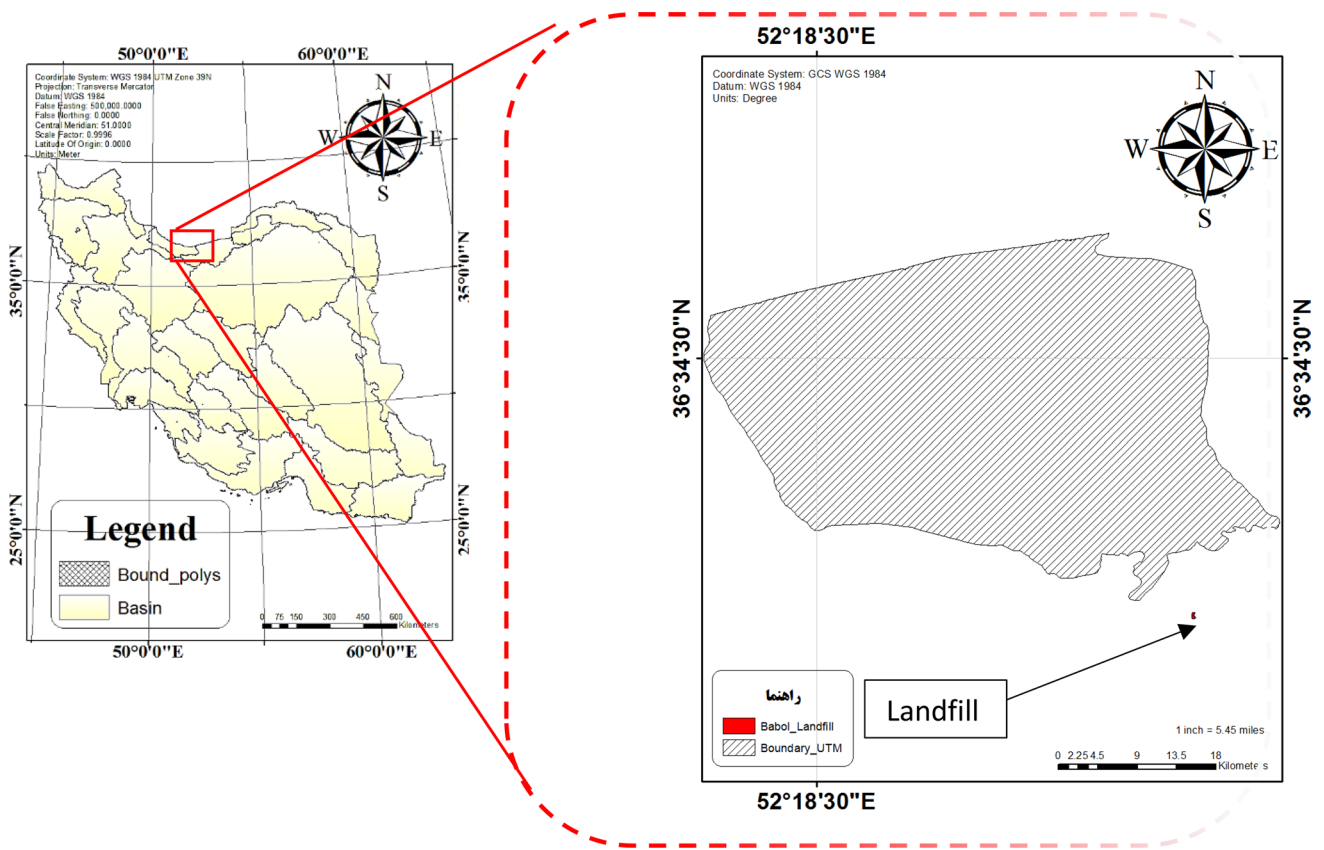 50°0'0"E
60°0'0"E
Coordinate System: WGS 1984 UTM Zone 39N
Projection: Transverse Mercator
Datum: WGS 1984
False Easting: 500,000.0000
False Northing: 0.0000
Central Meridian: 51.0000
Scale Factor: 0.9996
Latitude Of Origin: 0.0000
Units: Meter
N
W
E
S
35°0'0"N
35°0'0"N
25°0'0"N
25°0'0"N
Legend
Bound_polys
Basin
0 75 150 300 450 600
Kilometers
50°0'0"E
60°0'0"E
52°18'30"E
Coordinate System: GCS WGS 1984
Datum: WGS 1984
Units: Degree
N
W
E
S
36°34'30"N
36°34'30"N
راهنما
Babol_Landfill
Boundary_UTM
Landfill
1 inch = 5.45 miles
0 2.25 4.5 9 13.5 18
Kilometers
52°18'30"E